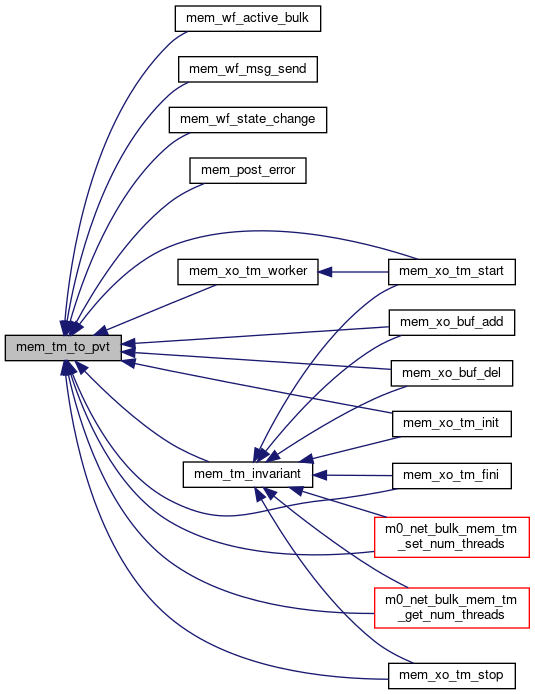 mem_wf_active_bulk
mem_wf_msg_send
mem_wf_state_change
mem_post_error
mem_xo_tm_worker
mem_xo_tm_start
mem_xo_buf_add
mem_tm_to_pvt
mem_xo_buf_del
mem_xo_tm_init
mem_tm_invariant
mem_xo_tm_fini
m0_net_bulk_mem_tm
_set_num_threads
m0_net_bulk_mem_tm
_get_num_threads
mem_xo_tm_stop